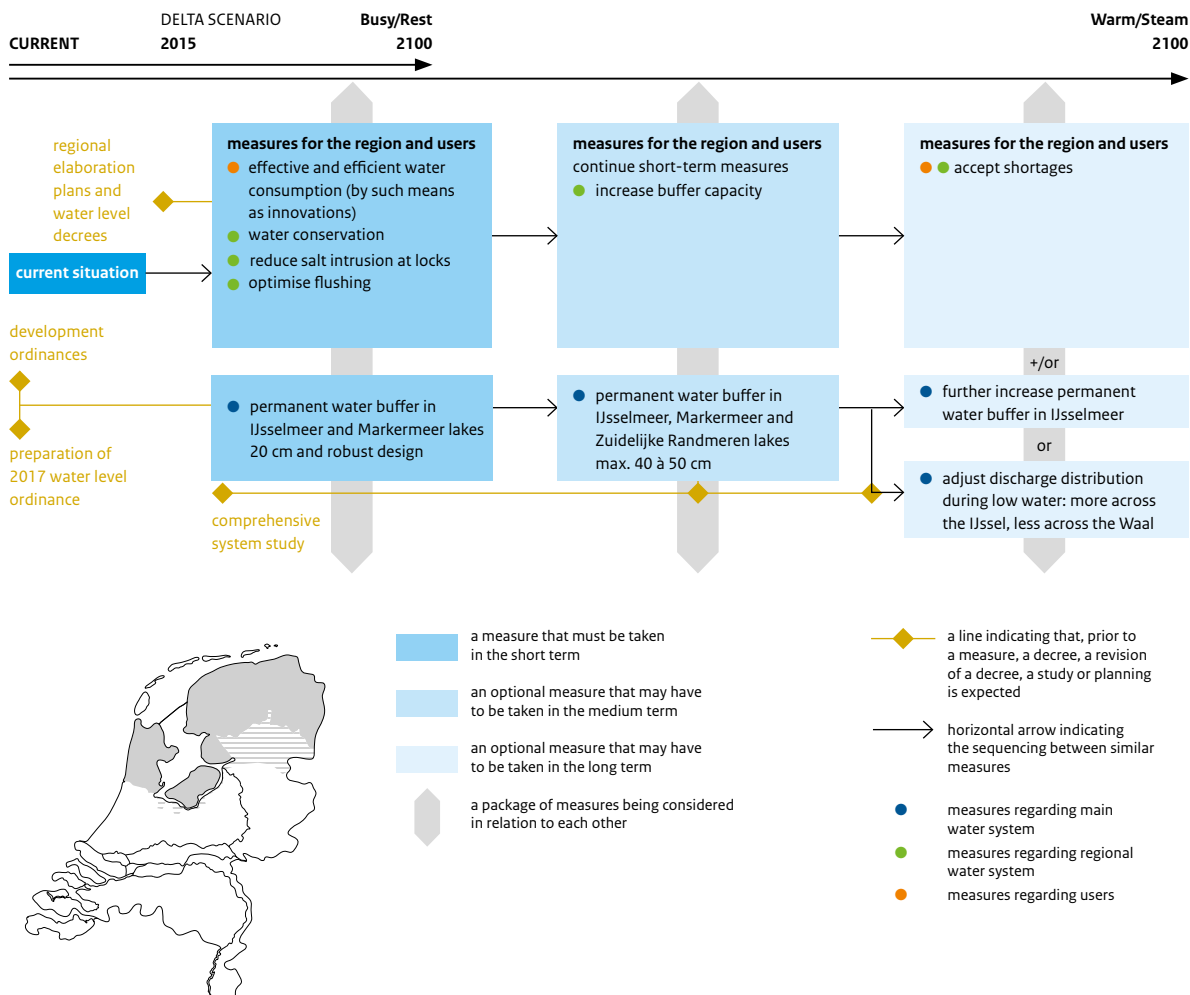 DELTA SCENARIO
Busy/Rest
Warm/Steam
CURRENT
2015
2100
2100
regional
elaboration
plans and
water level
decrees
current situation
development
ordinances
preparation of
2017 water level
ordinance
measures for the region and users
effective and efficient water
consumption (by such means
as innovations)
water conservation
reduce salt intrusion at locks
optimise flushing
measures for the region and users
continue short-term measures
increase buffer capacity
measures for the region and users
accept shortages
+/or
permanent water buffer in
IJsselmeer and Markermeer lakes
20 cm and robust design
permanent water buffer in
IJsselmeer, Markermeer and
Zuidelijke Randmeren lakes
max. 40 à 50 cm
further increase permanent
water buffer in IJsselmeer
or
adjust discharge distribution
during low water: more across
the IJssel, less across the Waal
comprehensive
system study
a measure that must be taken
in the short term
an optional measure that may have
to be taken in the medium term
an optional measure that may have
to be taken in the long term
a package of measures being considered
in relation to each other
a line indicating that, prior to
a measure, a decree, a revision
of a decree, a study or planning
is expected
horizontal arrow indicating
the sequencing between similar
measures
measures regarding main
water system
measures regarding regional
water system
measures regarding users